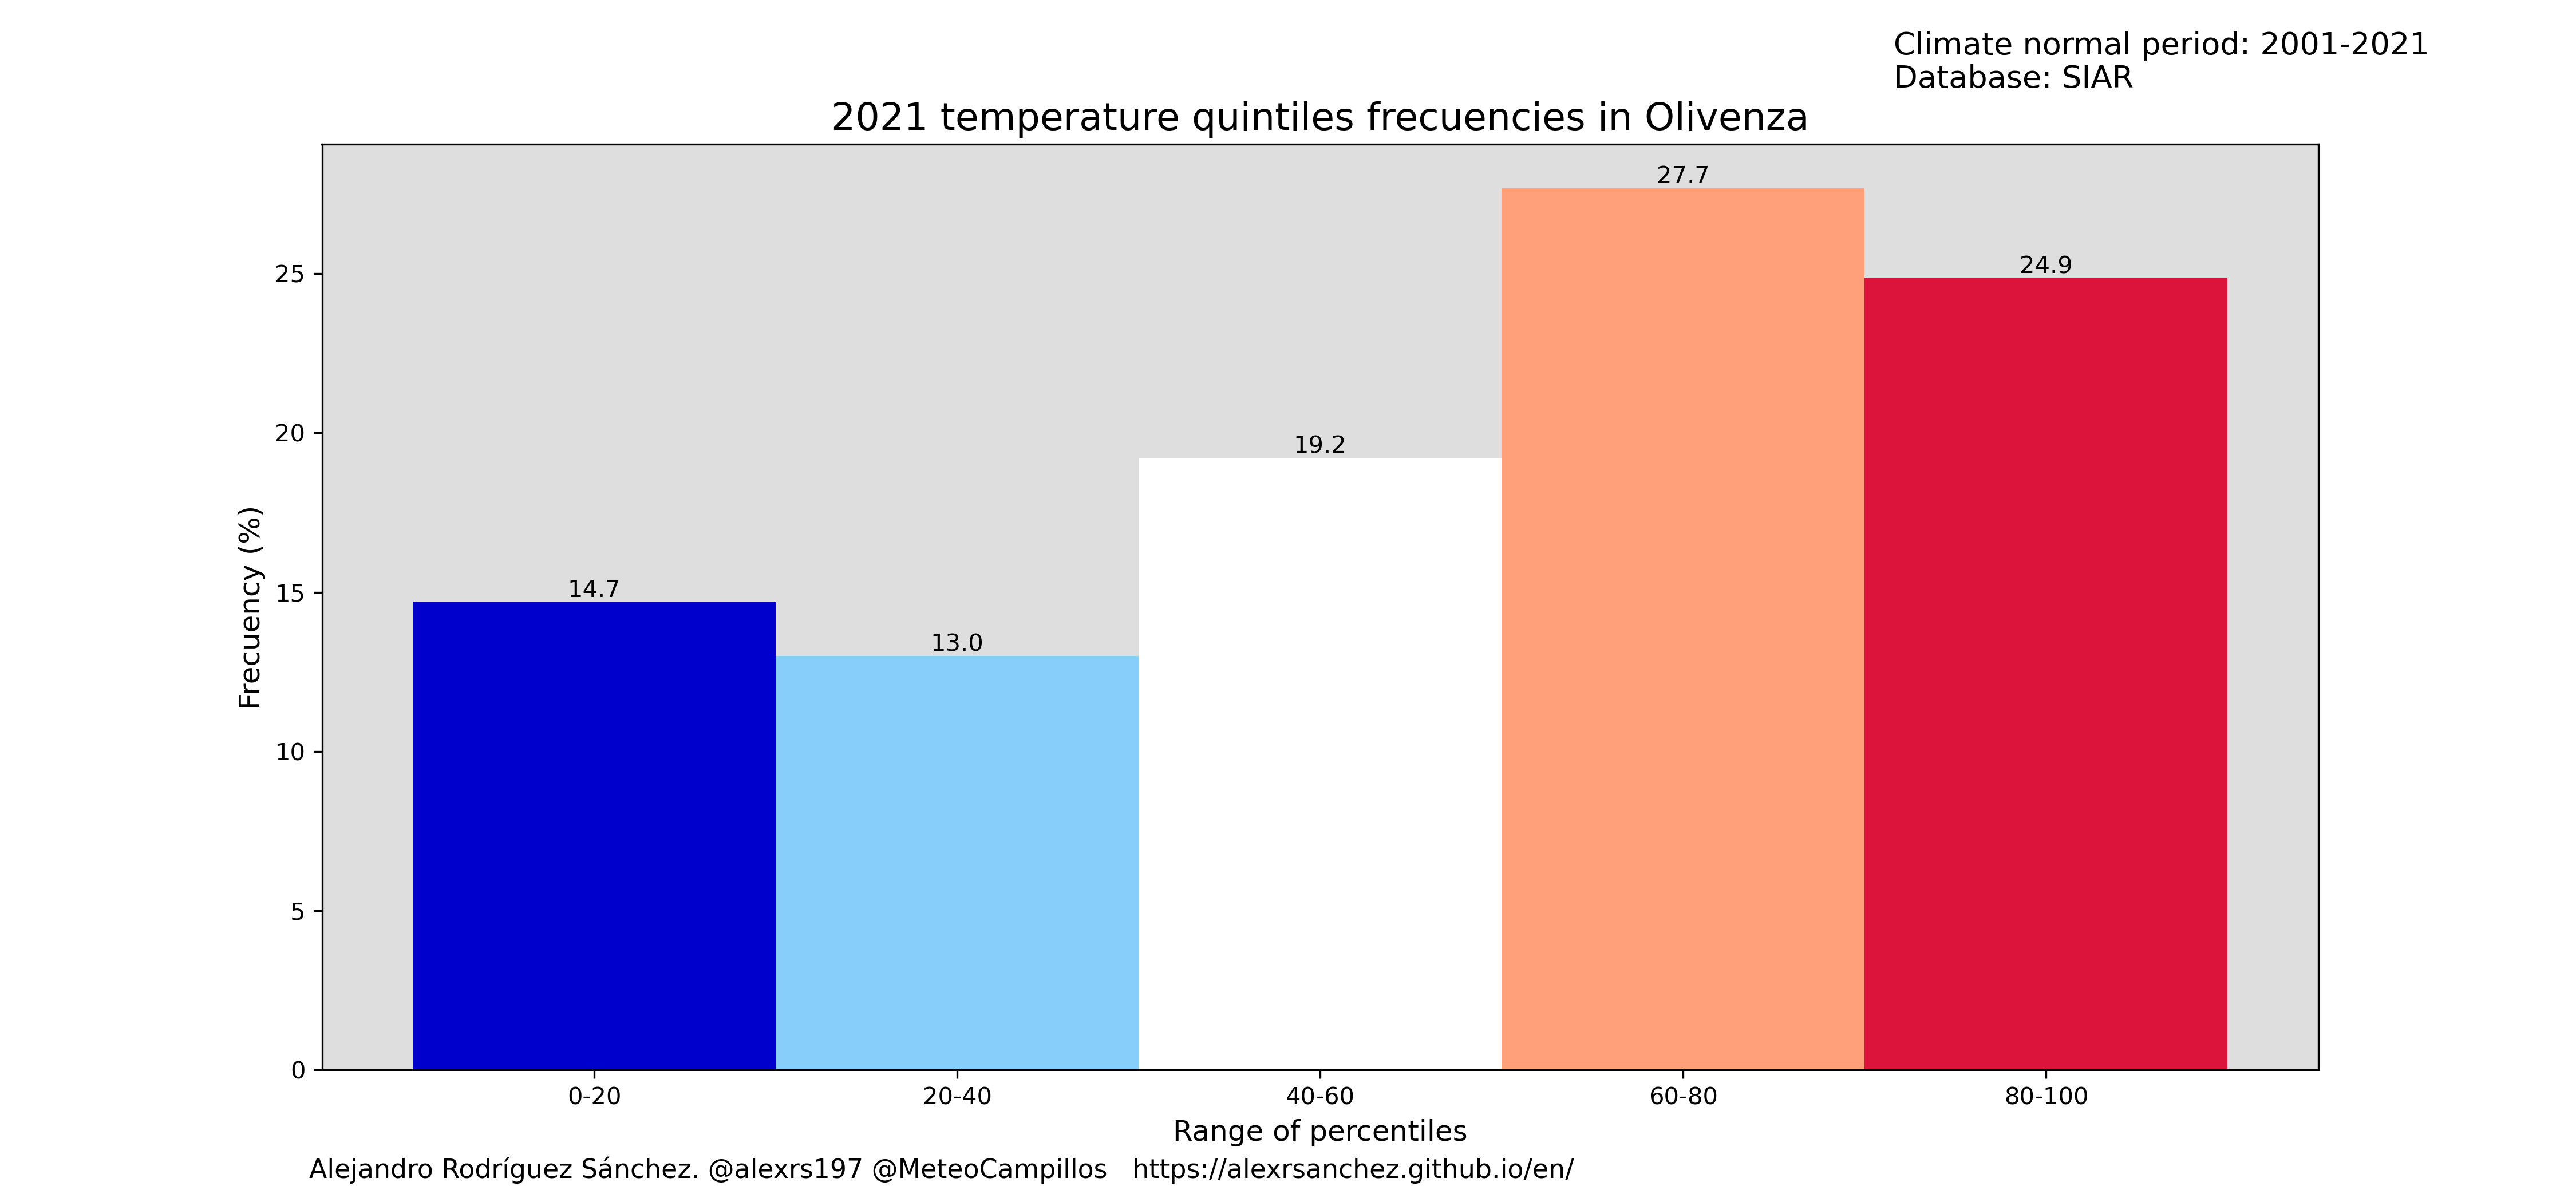 Climate normal period: 2001-2021
Database: SIAR
2021 temperature quintiles frecuencies in Olivenza
27.7
24.9
19.2
14.7
13.0
Frecuency (%)
25
20
15
10
5
0
0-20 20-40 40-60 60-80 80-100
Range of percentiles
Alejandro Rodríguez Sánchez. @alexrs197 @MeteoCampillos https://alexrsanchez.github.io/en/